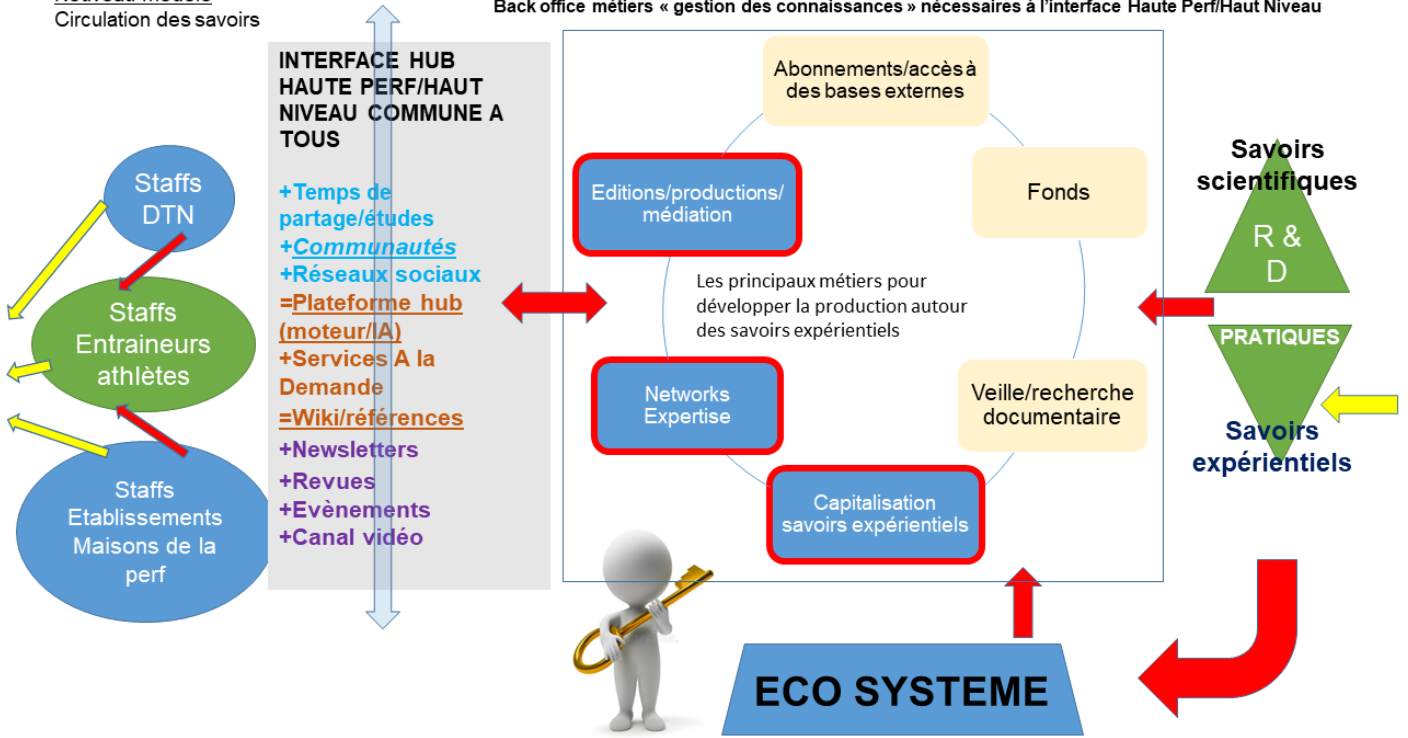 Nouveau modèle
Circulation des savoirs
Back office métiers « gestion des connaissances » nécessaires à l'interface Haute Perf/Haut Niveau
INTERFACE HUB
HAUTE PERF/HAUT
NIVEAU COMMUNE A
TOUS
+Temps de
partage/études
+Communautés
+Réseaux sociaux
=Plateforme hub
(moteur/IA)
+Services A la
Demande
=Wiki/références
+Newsletters
+Revues
+Evènements
+Canal vidéo
Staffs
DTN
Staffs
Entraineurs
athlètes
Staffs
Etablissements
Maisons de la
perf
Abonnements/accès à
des bases externes
Editions/productions/
médiation
Fonds
Les principaux métiers pour
développer la production autour
des savoirs expérientiels
Networks
Expertise
Veille/recherche
documentaire
Capitalisation
savoirs expérientiels
Savoirs
scientifiques
R &
D
PRATIQUES
Savoirs
expérientiels
ECO SYSTEME